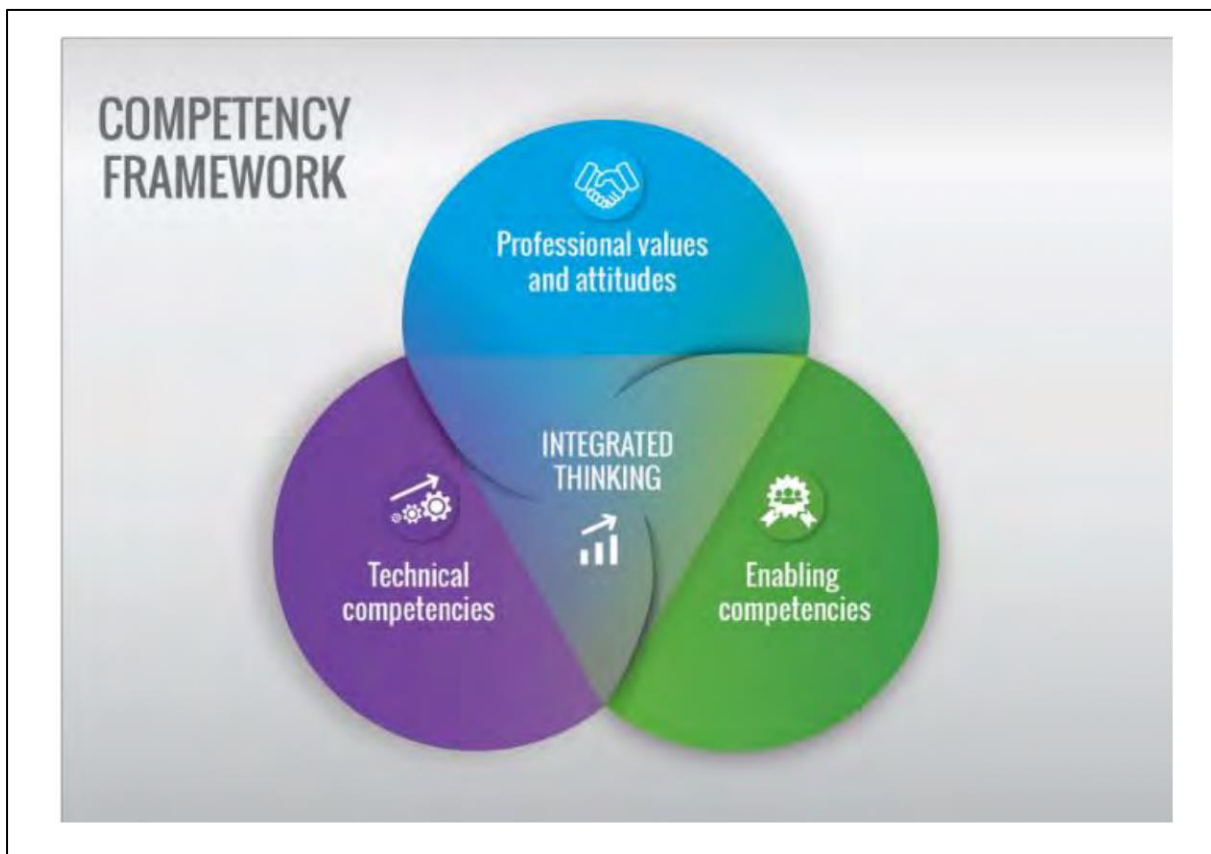 COMPETENCY
FRAMEWORK
Professional values
and attitudes
INTEGRATED
THINKING
Technical
competencies
Enabling
competencies